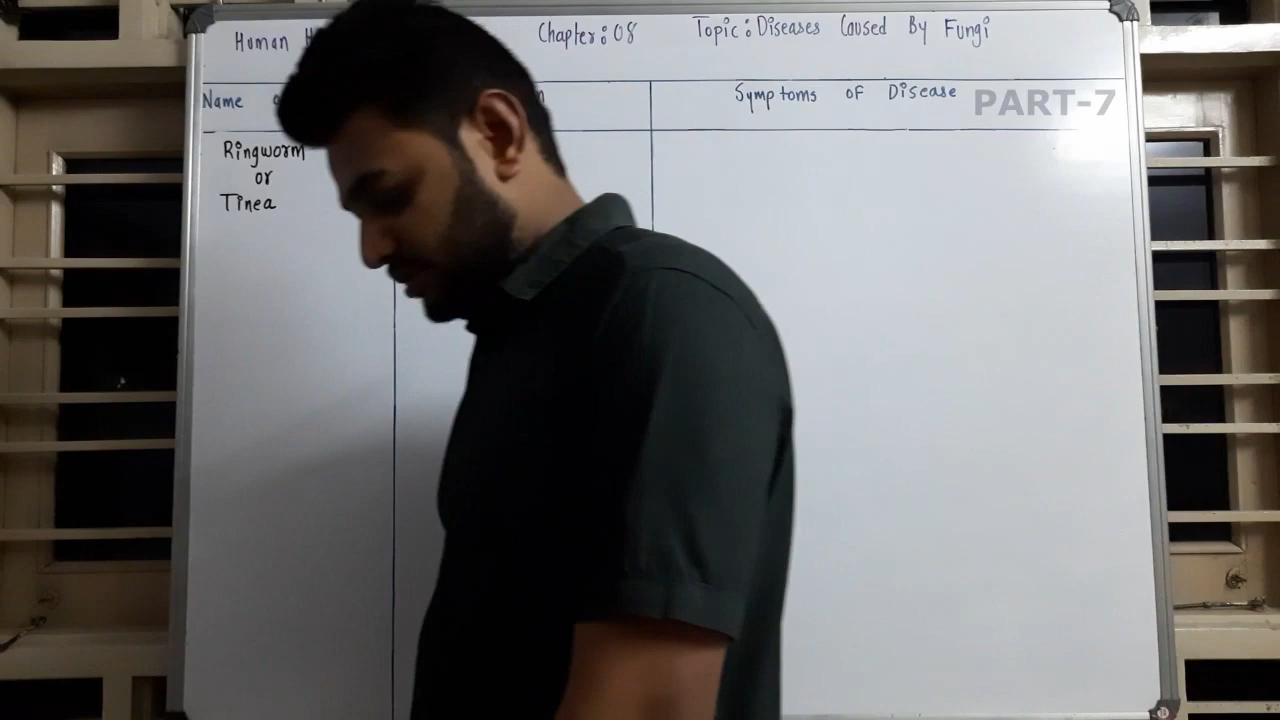 Human Chapter: 08 Topic: Diseases Caused By Fungi
Name Symptoms of Disease PART-7
Ringworm
or
Tinea